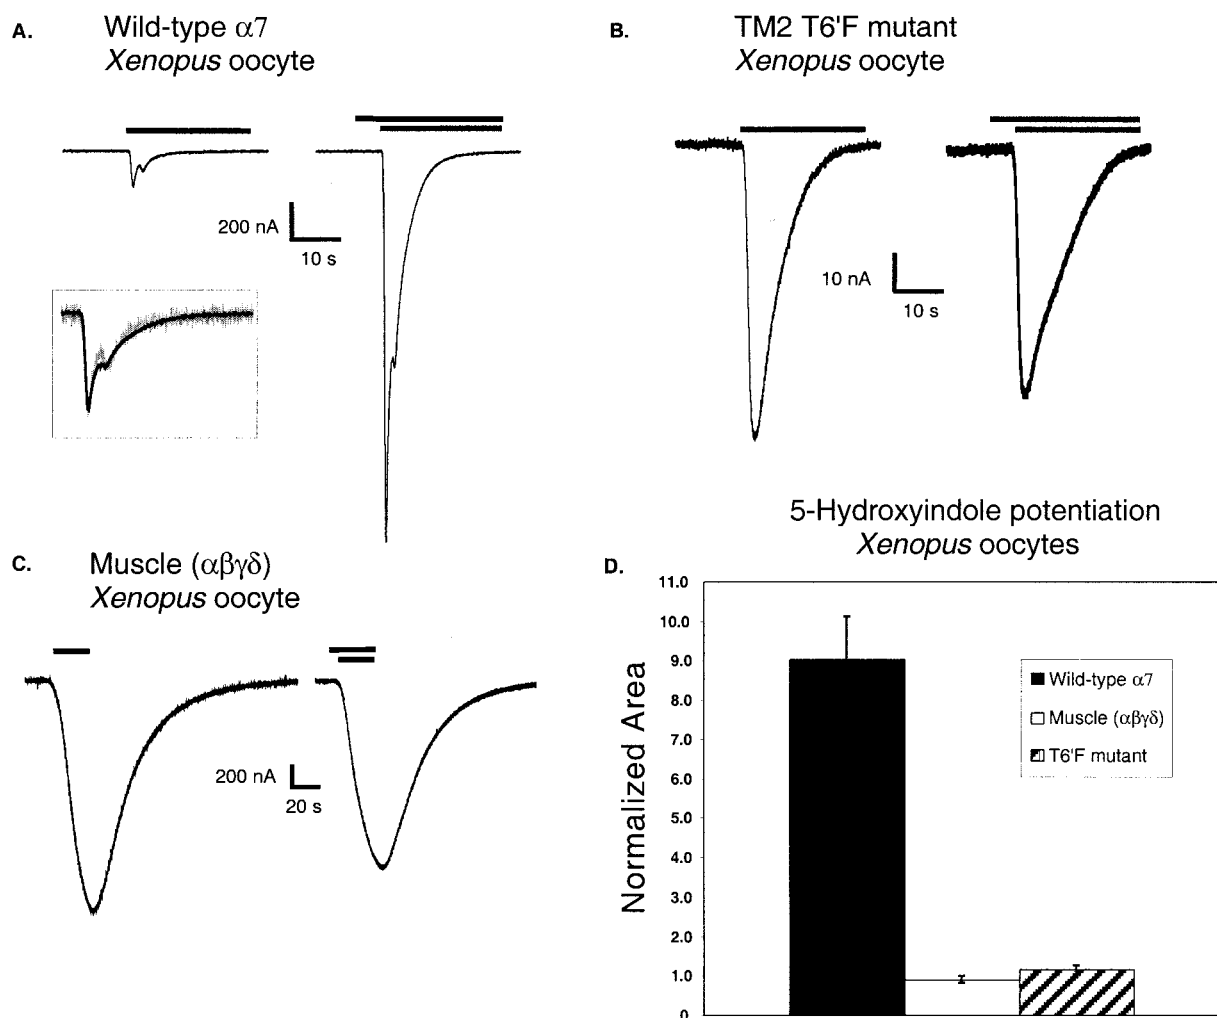 A.
Wild-type α7
Xenopus oocyte
200 nA
10 s
B.
TM2 T6'F mutant
Xenopus oocyte
10 nA
10 s
C.
Muscle (αβγδ)
Xenopus oocyte
200 nA
20 s
5-Hydroxyindole potentiation
Xenopus oocytes
D.
Normalized Area
11.0
10.0
9.0
8.0
7.0
6.0
5.0
4.0
3.0
2.0
1.0
0
Wild-type α7
Muscle (αβγδ)
T6'F mutant